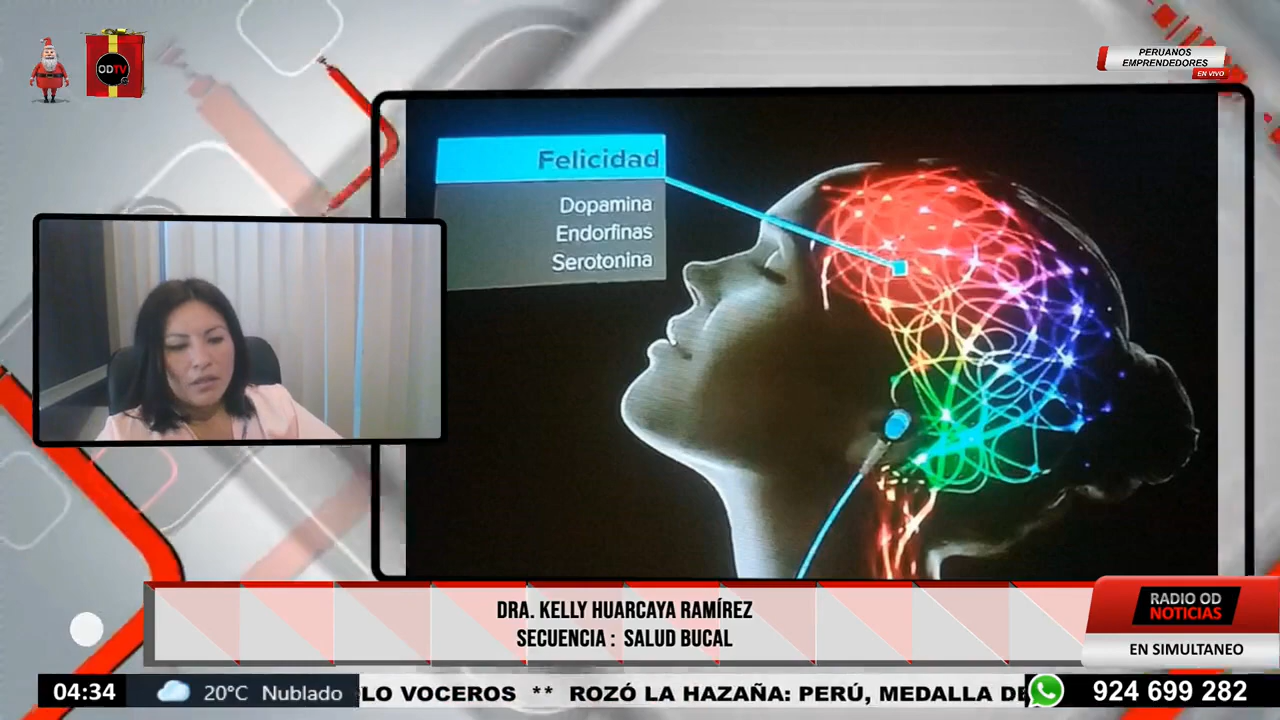 ODTV
PERUANOS
EMPRENDEDORES
EN VIVO
Felicidad
Dopamina
Endorfinas
Serotonina
DRA. KELLY HUARCAYA RAMÍREZ
SECUENCIA : SALUD BUCAL
RADIO OD
NOTICIAS
EN SIMULTANEO
04:34 20°C Nublado LO VOCEROS ** ROZÓ LA HAZAÑA: PERÚ, MEDALLA DE 924 699 282